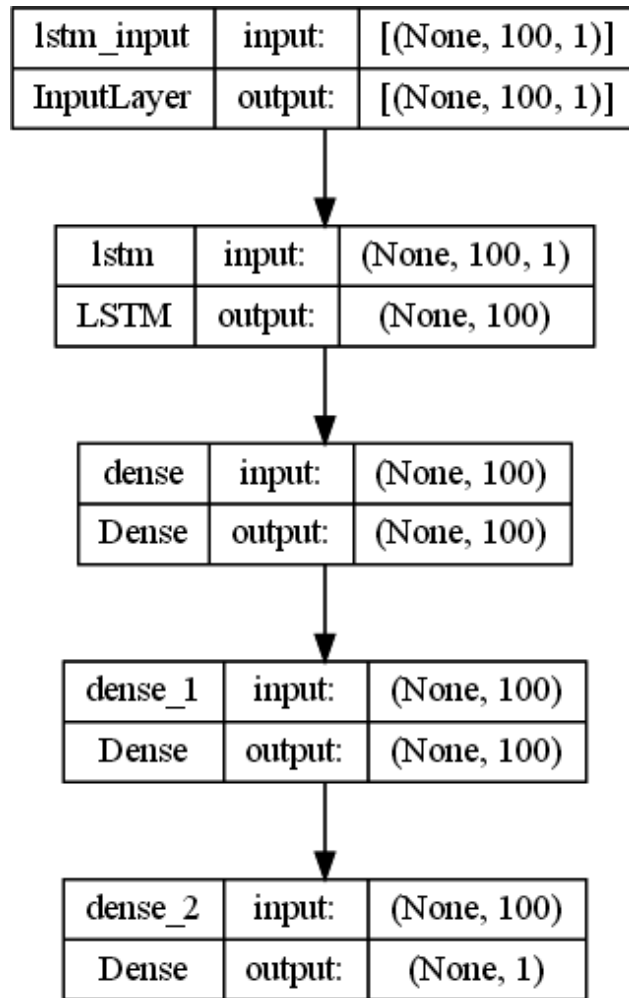 lstm_input input: [(None, 100, 1)]
InputLayer output: [(None, 100, 1)]
lstm input: (None, 100, 1)
LSTM output: (None, 100)
dense input: (None, 100)
Dense output: (None, 100)
dense_1 input: (None, 100)
Dense output: (None, 100)
dense_2 input: (None, 100)
Dense output: (None, 1)